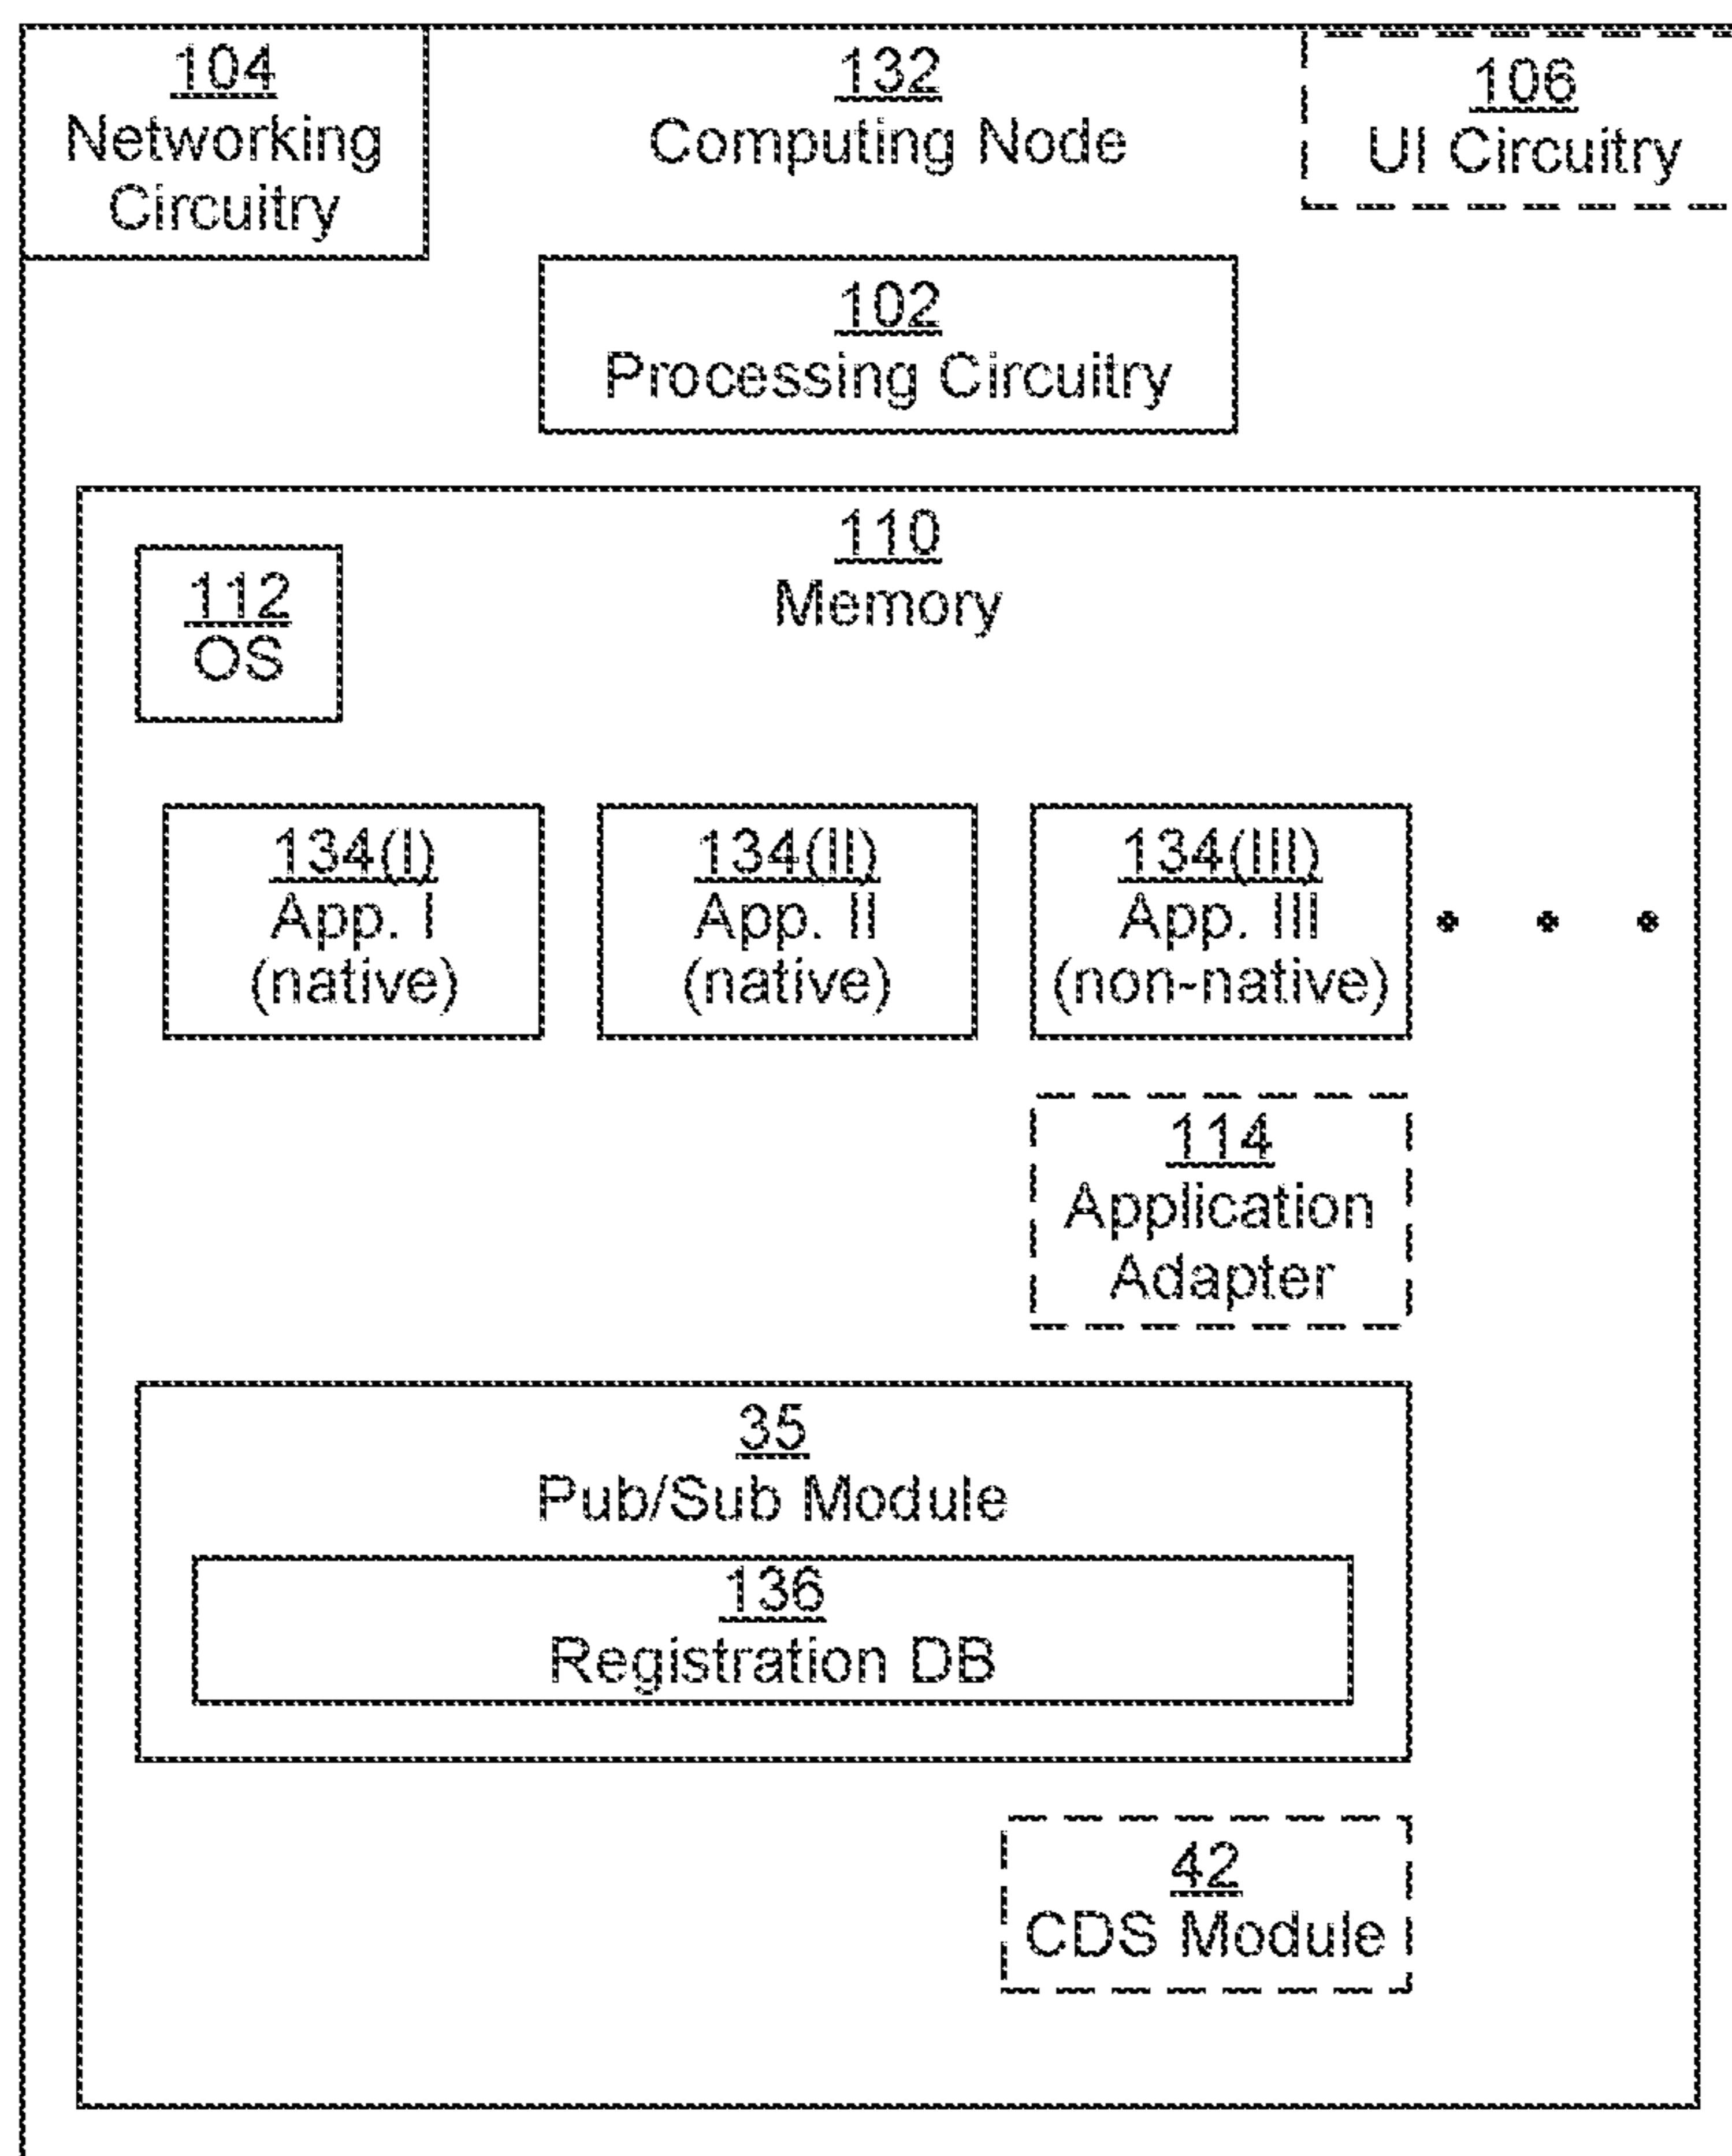 104
Networking
Circuitry
132
Computing Node
106
UI Circuitry
102
Processing Circuitry
110
Memory
112
OS
134(I)
App. I
(native)
134(II)
App. II
(native)
134(III)
App. III
(non-native)
114
Application
Adapter
35
Pub/Sub Module
136
Registration DB
42
CDS Module